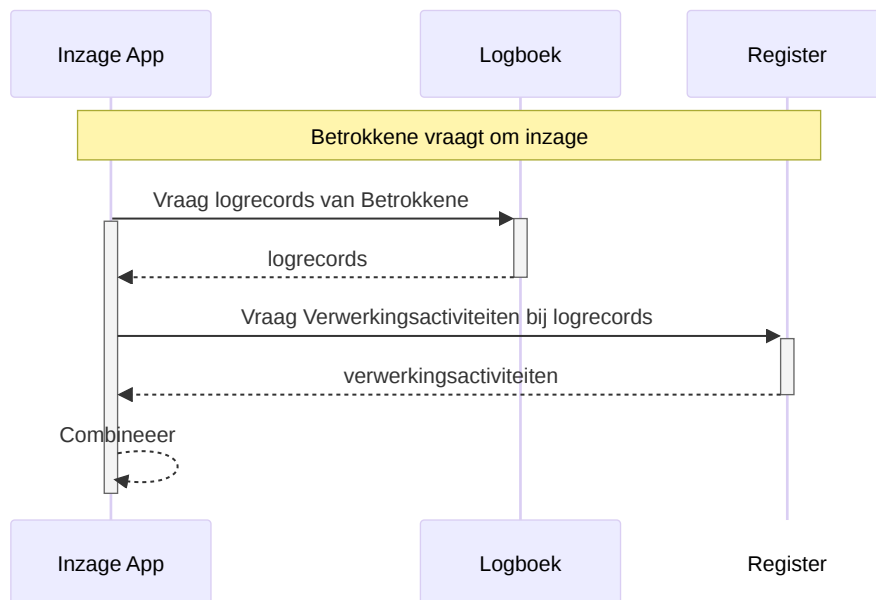 Inzage App
Logboek
Register
Betrokkene vraagt om inzage
Vraag logrecords van Betrokkene
logrecords
Vraag Verwerkingsactiviteiten bij logrecords
verwerkingsactiviteiten
Combineeer
Inzage App
Logboek
Register